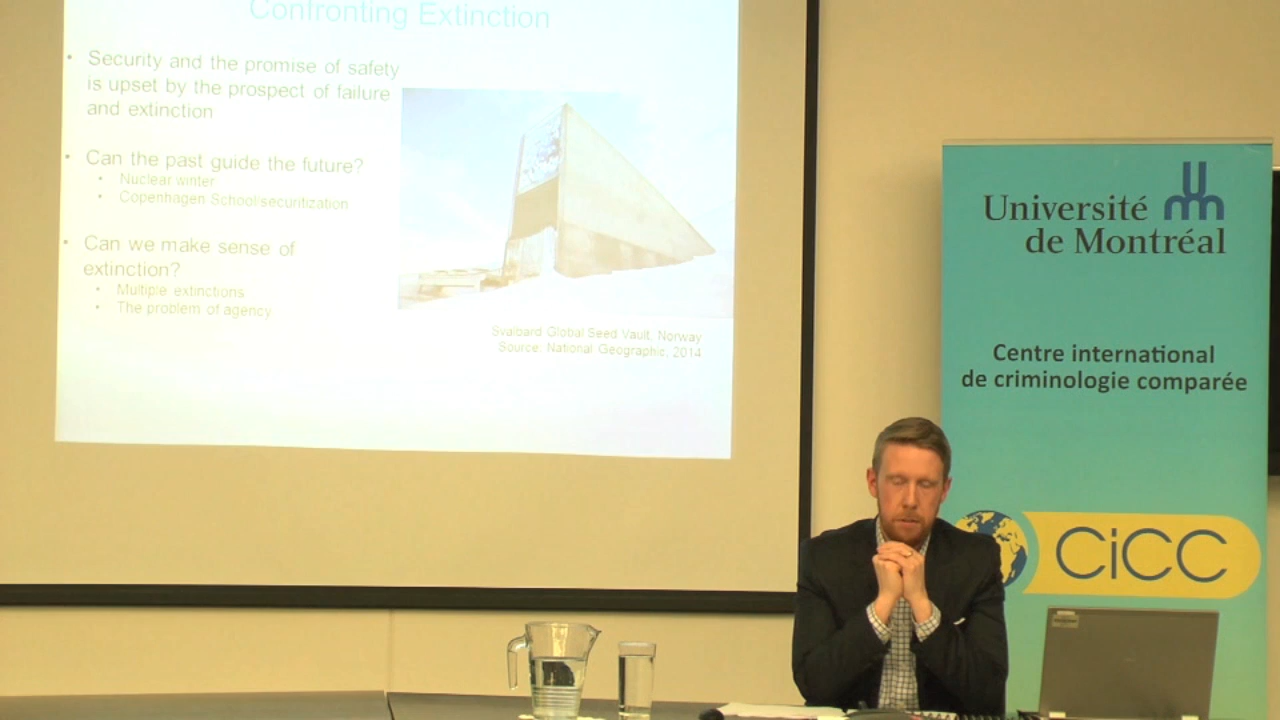 Confronting Extinction
• Security and the promise of safety
is upset by the prospect of failure
and extinction
• Can the past guide the future?
• Nuclear winter
• Copenhagen School/securitization
• Can we make sense of
extinction?
• Multiple extinctions
• The problem of agency
Svalbard Global Seed Vault, Norway
Source: National Geographic, 2014
Université
de Montréal
Centre international
de criminologie comparée
CiCC